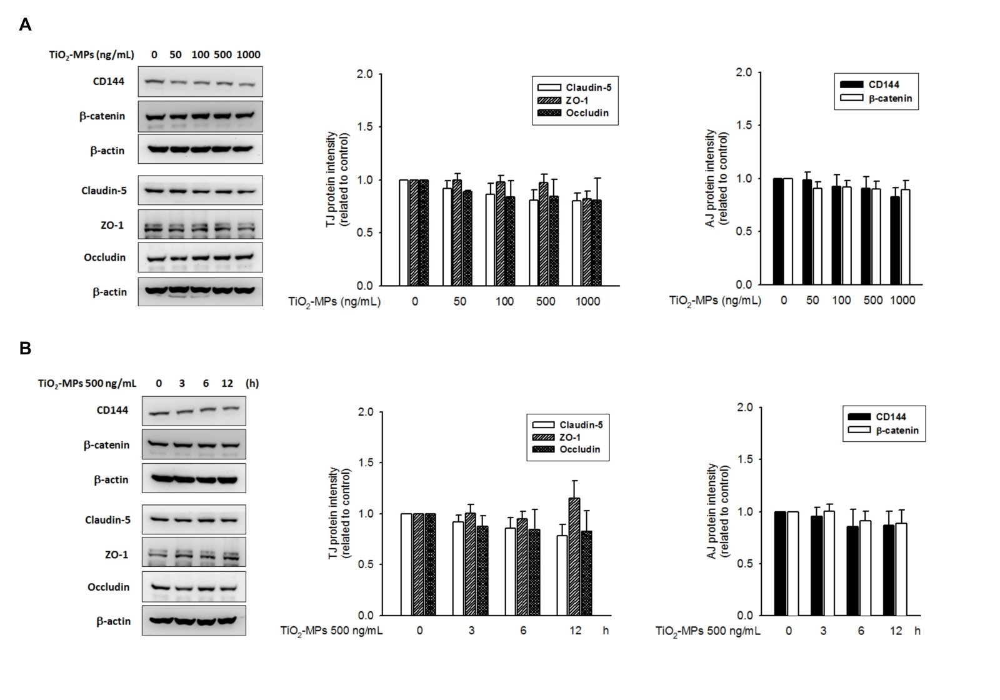 A
TiO₂-MPs (ng/mL) 0 50 100 500 1000
CD144
β-catenin
β-actin
Claudin-5
ZO-1
Occludin
β-actin
2.0
1.5
1.0
0.5
0.0
TJ protein intensity
(related to control)
Claudin-5
ZO-1
Occludin
TiO₂-MPs (ng/mL) 0 50 100 500 1000
2.0
1.5
1.0
0.5
0.0
AJ protein intensity
(related to control)
CD144
β-catenin
TiO₂-MPs (ng/mL) 0 50 100 500 1000
B
TiO₂-MPs 500 ng/mL 0 3 6 12 (h)
CD144
β-catenin
β-actin
Claudin-5
ZO-1
Occludin
β-actin
2.0
1.5
1.0
0.5
0.0
TJ protein intensity
(related to control)
Claudin-5
ZO-1
Occludin
TiO₂-MPs 500 ng/mL 0 3 6 12 h
2.0
1.5
1.0
0.5
0.0
AJ protein intensity
(related to control)
CD144
β-catenin
TiO₂-MPs 500 ng/mL 0 3 6 12 h